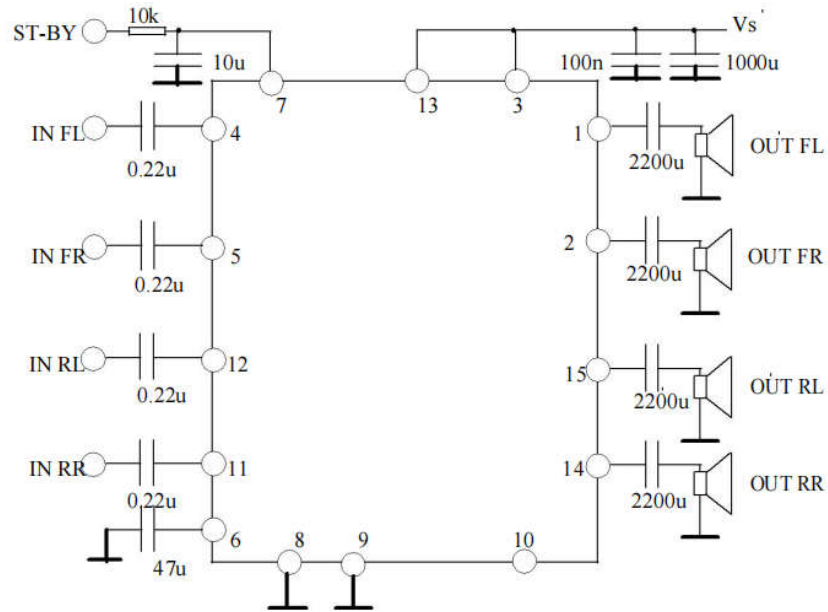 10k
ST-BY
Vs'
10u
100n
1000u
7
13
3
IN FL
4
1
OUT FL
0.22u
2200u
IN FR
5
2
OUT FR
0.22u
2200u
IN RL
12
15
OUT RL
0.22u
2200u
IN RR
11
14
OUT RR
0.22u
2200u
6
8
9
10
47u